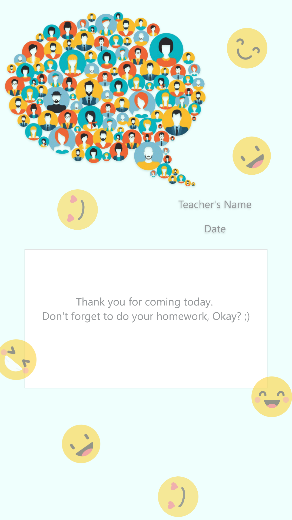 Teacher's Name
Date
Thank you for coming today.
Don't forget to do your homework, Okay? ;)